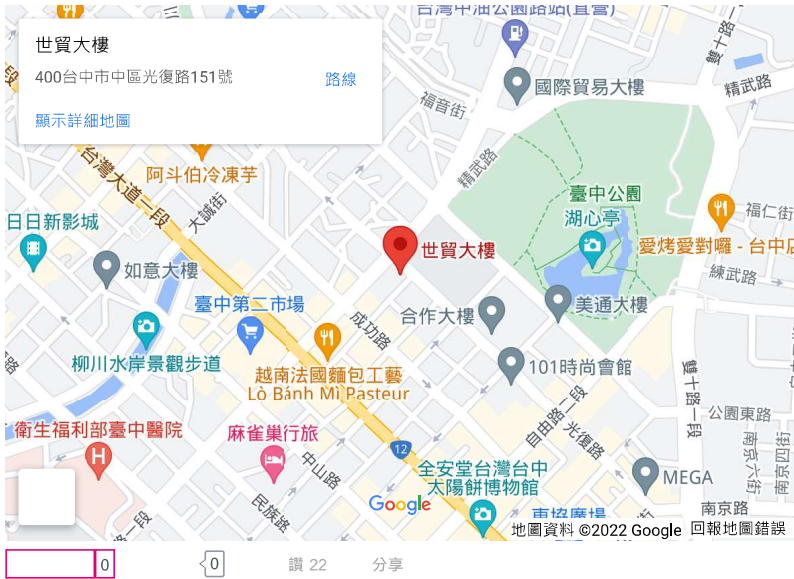 世貿大樓
400台中市中區光復路151號
路線
顯示詳細地圖
台灣中油公園路站(直營)
雙十路一
國際貿易大樓
精武路
福音街
精武路
台灣大道二段
阿斗伯冷凍芋
大誠街
臺中公園
湖心亭
福仁街
日日新影城
世貿大樓
愛烤愛對囉 - 台中店
如意大樓
練武路
臺中第二市場
成功路
合作大樓
美通大樓
柳川水岸景觀步道
越南法國麵包工藝
Lò Bánh Mì Pasteur
101時尚會館
雙十路一段
自由路二段
光復路
公園東路
衛生福利部臺中醫院
麻雀巢行旅
中山路
12
南京六街
南京四街
全安堂台灣台中
太陽餅博物館
MEGA
民族路
Google
南京路
東協廣場
地圖資料 ©2022 Google
回報地圖錯誤
0
0
讚 22
分享